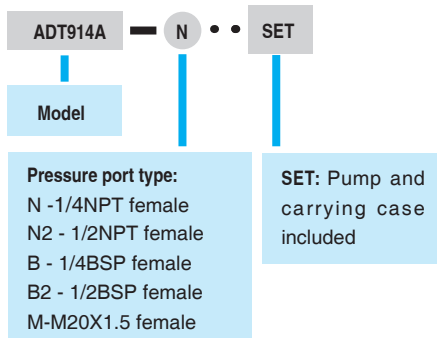 ADT914A — N • • SET
Model
Pressure port type:
N -1/4NPT female
N2 - 1/2NPT female
B - 1/4BSP female
B2 - 1/2BSP female
M-M20X1.5 female
SET: Pump and
carrying case
included